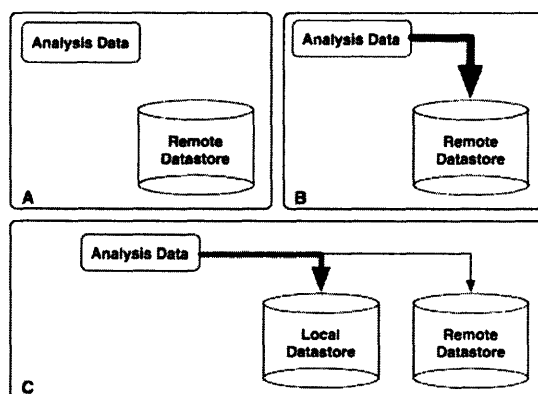 Analysis Data
Remote
Datastore
A
Analysis Data
Remote
Datastore
B
Analysis Data
Local
Datastore
Remote
Datastore
C